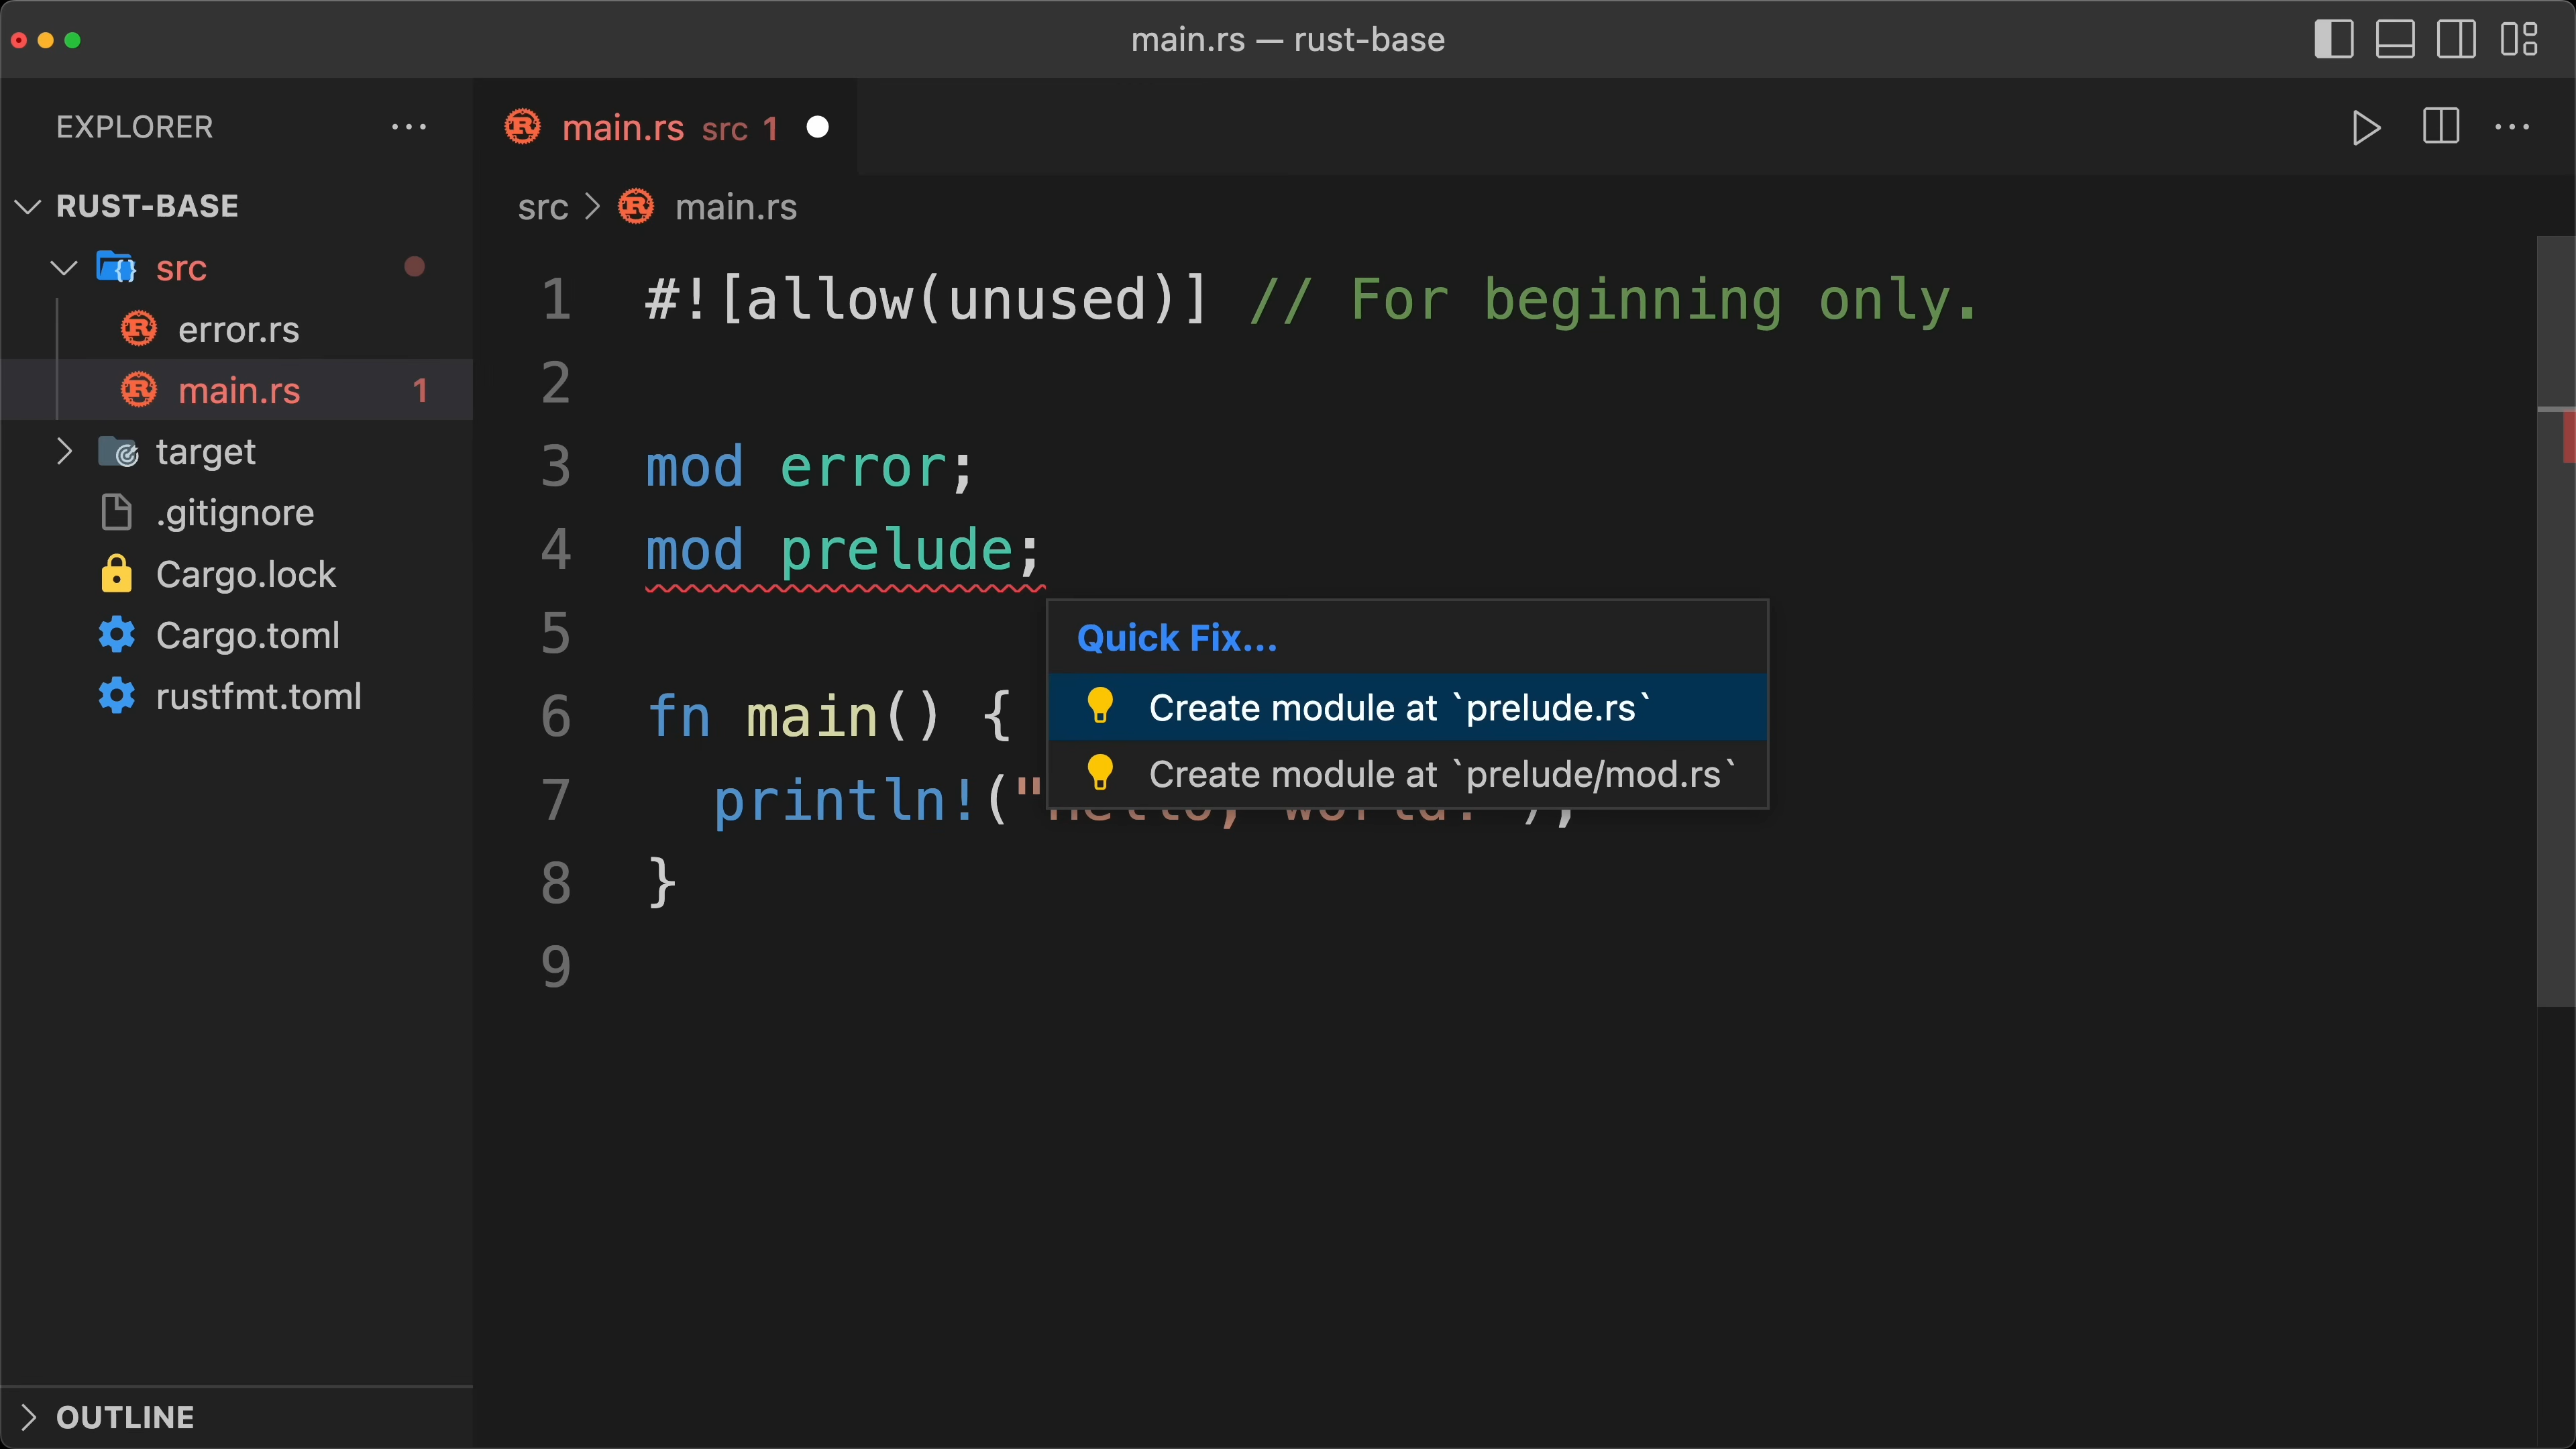 main.rs — rust-base
EXPLORER ...
RUST-BASE
src
error.rs
main.rs 1
target
.gitignore
Cargo.lock
Cargo.toml
rustfmt.toml
OUTLINE
main.rs src 1
src > main.rs
1 #![allow(unused)] // For beginning only.
2
3 mod error;
4 mod prelude;
5
6 fn main() {
7 println!("Hello, world!");
8 }
9
Quick Fix...
Create module at `prelude.rs`
Create module at `prelude/mod.rs`